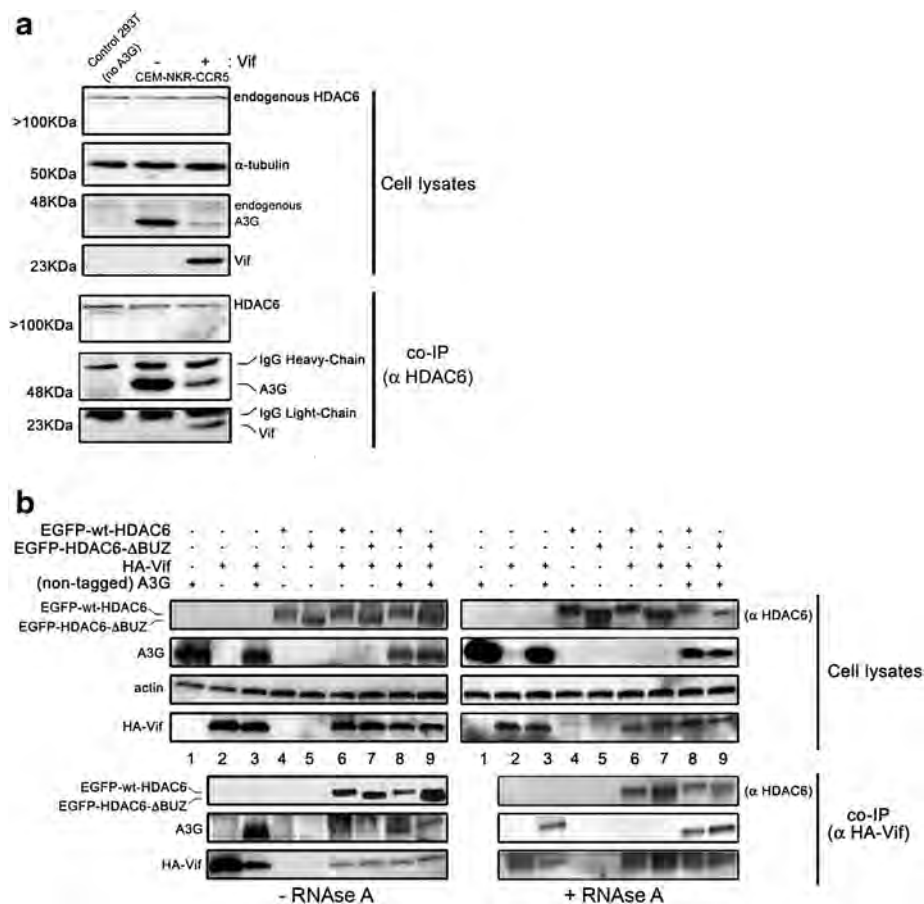 a
Control 293T
(no A3G)
- + : Vif
CEM-NKR-CCR5
endogenous HDAC6
>100KDa
α-tubulin
50KDa
48KDa
endogenous
A3G
23KDa
Vif
Cell lysates
HDAC6
>100KDa
IgG Heavy-Chain
A3G
48KDa
IgG Light-Chain
23KDa
Vif
co-IP
(α HDAC6)
b
EGFP-wt-HDAC6 - - - + - + - + - - - - + - + - + -
EGFP-HDAC6-ΔBUZ - - - - + - + - + - - - - + - + - +
HA-Vif - + + - - + + + + - + + - - + + + +
(non-tagged) A3G + - + - - - - + + + - + - - - - + +
EGFP-wt-HDAC6
EGFP-HDAC6-ΔBUZ
(α HDAC6)
A3G
actin
HA-Vif
Cell lysates
1 2 3 4 5 6 7 8 9 1 2 3 4 5 6 7 8 9
EGFP-wt-HDAC6
EGFP-HDAC6-ΔBUZ
(α HDAC6)
A3G
HA-Vif
co-IP
(α HA-Vif)
- RNAse A + RNAse A